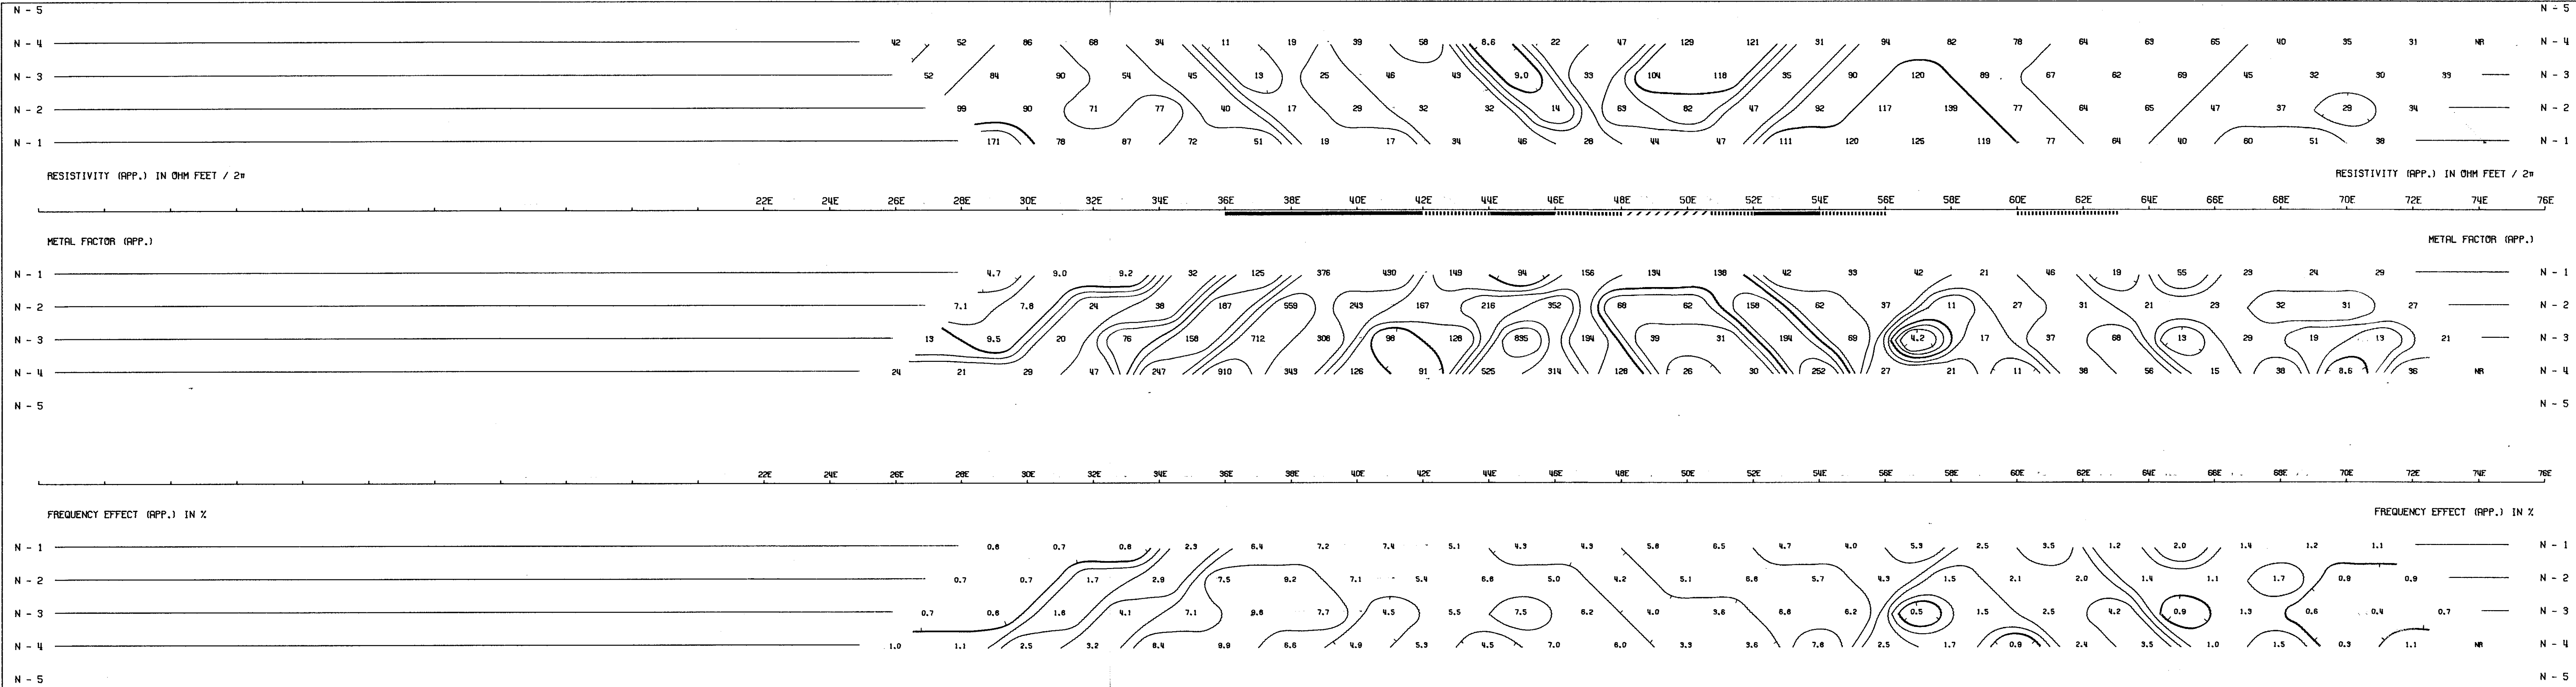 N - 5 N - 5
N - 4 42 52 86 68 34 11 19 39 58 8.6 22 47 129 121 31 94 82 78 64 63 65 40 35 31 NR N - 4
N - 3 52 84 90 54 45 13 25 46 43 9.0 33 104 118 35 90 120 89 67 62 69 45 32 30 39 N - 3
N - 2 99 90 71 77 40 17 29 32 32 14 63 82 47 92 117 139 77 64 65 47 37 29 34 N - 2
N - 1 171 78 87 72 51 19 17 34 46 28 44 47 111 120 125 119 77 64 40 60 51 38 N - 1
RESISTIVITY (APP.) IN OHM FEET / 2π RESISTIVITY (APP.) IN OHM FEET / 2π
22E 24E 26E 28E 30E 32E 34E 36E 38E 40E 42E 44E 46E 48E 50E 52E 54E 56E 58E 60E 62E 64E 66E 68E 70E 72E 74E 76E
METAL FACTOR (APP.) METAL FACTOR (APP.)
N - 1 4.7 9.0 9.2 32 125 376 430 149 94 156 134 138 42 33 42 21 46 19 55 23 24 29 N - 1
N - 2 7.1 7.8 24 38 187 559 243 167 216 352 68 62 158 62 37 11 27 31 21 23 32 31 27 N - 2
N - 3 13 9.5 20 76 158 712 308 98 128 835 194 39 31 194 69 4.2 17 37 68 13 29 19 13 21 N - 3
N - 4 24 21 29 47 247 910 343 126 91 525 314 128 26 30 252 27 21 11 38 56 15 38 8.6 36 NR N - 4
N - 5 N - 5
22E 24E 26E 28E 30E 32E 34E 36E 38E 40E 42E 44E 46E 48E 50E 52E 54E 56E 58E 60E 62E 64E 66E 68E 70E 72E 74E 76E
FREQUENCY EFFECT (APP.) IN % FREQUENCY EFFECT (APP.) IN %
N - 1 0.8 0.7 0.8 2.3 6.4 7.2 7.4 5.1 4.3 4.3 5.8 6.5 4.7 4.0 5.3 2.5 3.5 1.2 2.0 1.4 1.2 1.1 N - 1
N - 2 0.7 0.7 1.7 2.9 7.5 9.2 7.1 5.4 6.8 5.0 4.2 5.1 6.8 5.7 4.3 1.5 2.1 2.0 1.4 1.1 1.7 0.9 0.9 N - 2
N - 3 0.7 0.8 1.8 4.1 7.1 9.8 7.7 4.5 5.5 7.5 6.2 4.0 3.6 6.8 6.2 0.5 1.5 2.5 4.2 0.9 1.3 0.6 0.4 0.7 N - 3
N - 4 1.0 1.1 2.5 3.2 8.4 9.9 6.6 4.9 5.3 4.5 7.0 6.0 3.3 3.6 7.8 2.5 1.7 0.9 2.4 3.5 1.0 1.5 0.3 1.1 NR N - 4
N - 5 N - 5